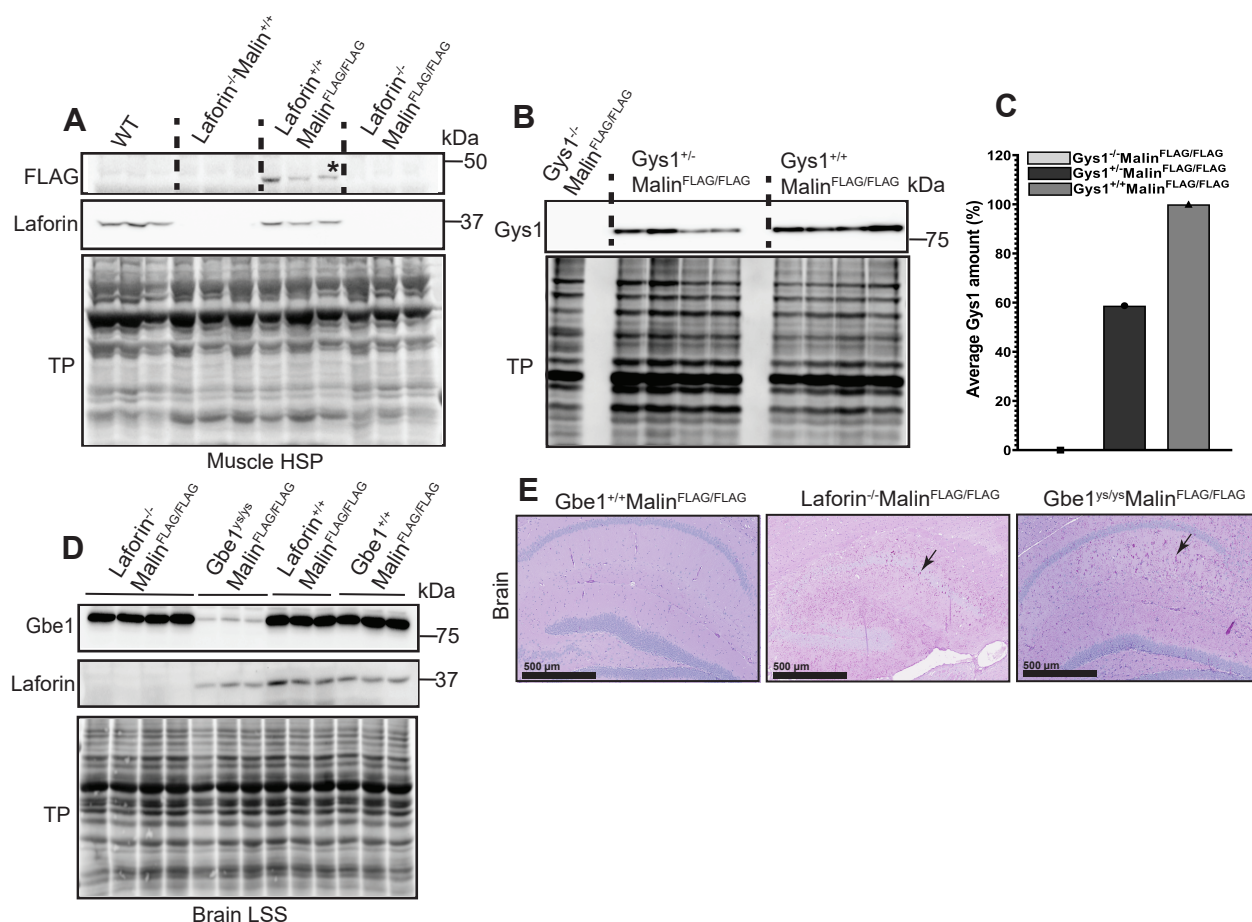 A
WT
Laforin-/-Malin+/+
Laforin+/+
MalinFLAG/FLAG
Laforin-/-
MalinFLAG/FLAG
kDa
FLAG
*
50
Laforin
37
TP
Muscle HSP
B
Gys1-/-
MalinFLAG/FLAG
Gys1+/-
MalinFLAG/FLAG
Gys1+/+
MalinFLAG/FLAG
kDa
Gys1
75
TP
C
Gys1-/-MalinFLAG/FLAG
Gys1+/-MalinFLAG/FLAG
Gys1+/+MalinFLAG/FLAG
Average Gys1 amount (%)
120
100
80
60
40
20
0
D
Laforin-/-
MalinFLAG/FLAG
Gbe1ys/ys
MalinFLAG/FLAG
Laforin+/+
MalinFLAG/FLAG
Gbe1+/+
MalinFLAG/FLAG
kDa
Gbe1
75
Laforin
37
TP
Brain LSS
E
Gbe1+/+MalinFLAG/FLAG
Laforin-/-MalinFLAG/FLAG
Gbe1ys/ysMalinFLAG/FLAG
Brain
500 µm
500 µm
500 µm